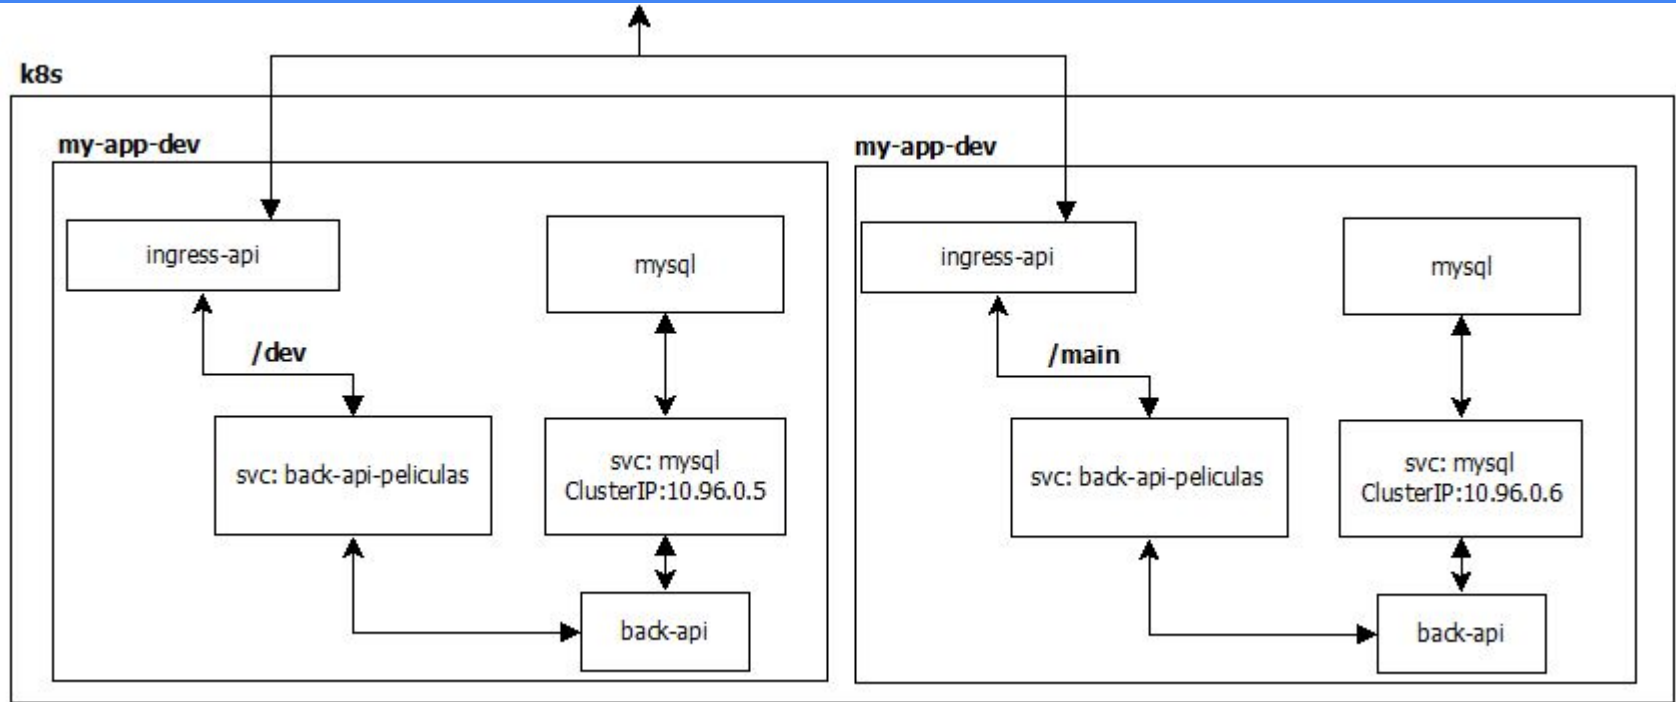 k8s
my-app-dev
ingress-api
mysql
/dev
svc: back-api-peliculas
svc: mysql
ClusterIP:10.96.0.5
back-api
my-app-dev
ingress-api
mysql
/main
svc: back-api-peliculas
svc: mysql
ClusterIP:10.96.0.6
back-api